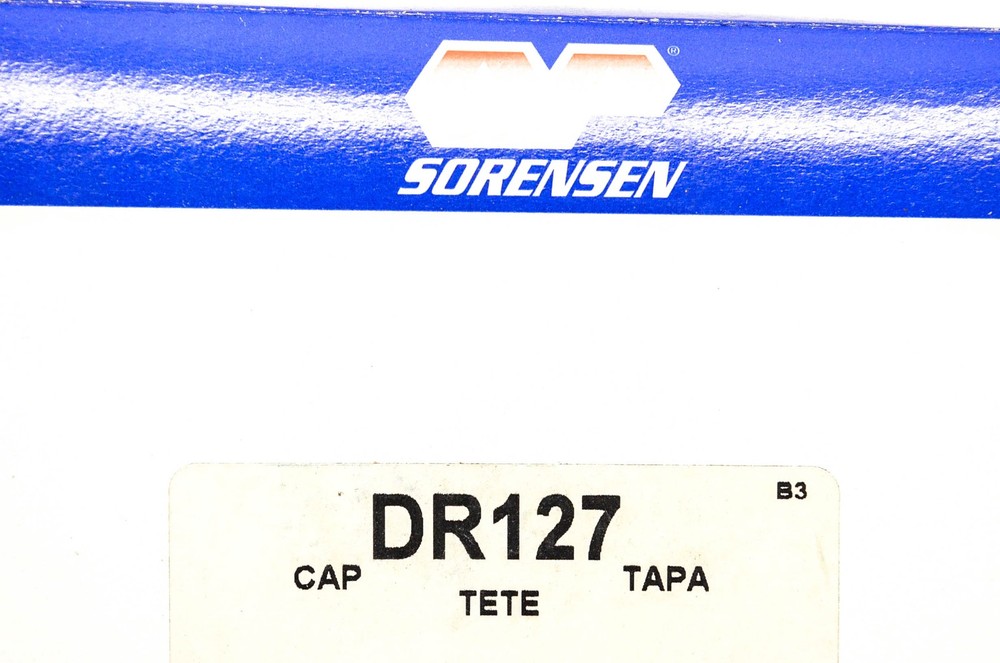 ®
SORENSEN
B3
DR127
CAP TAPA
TETE